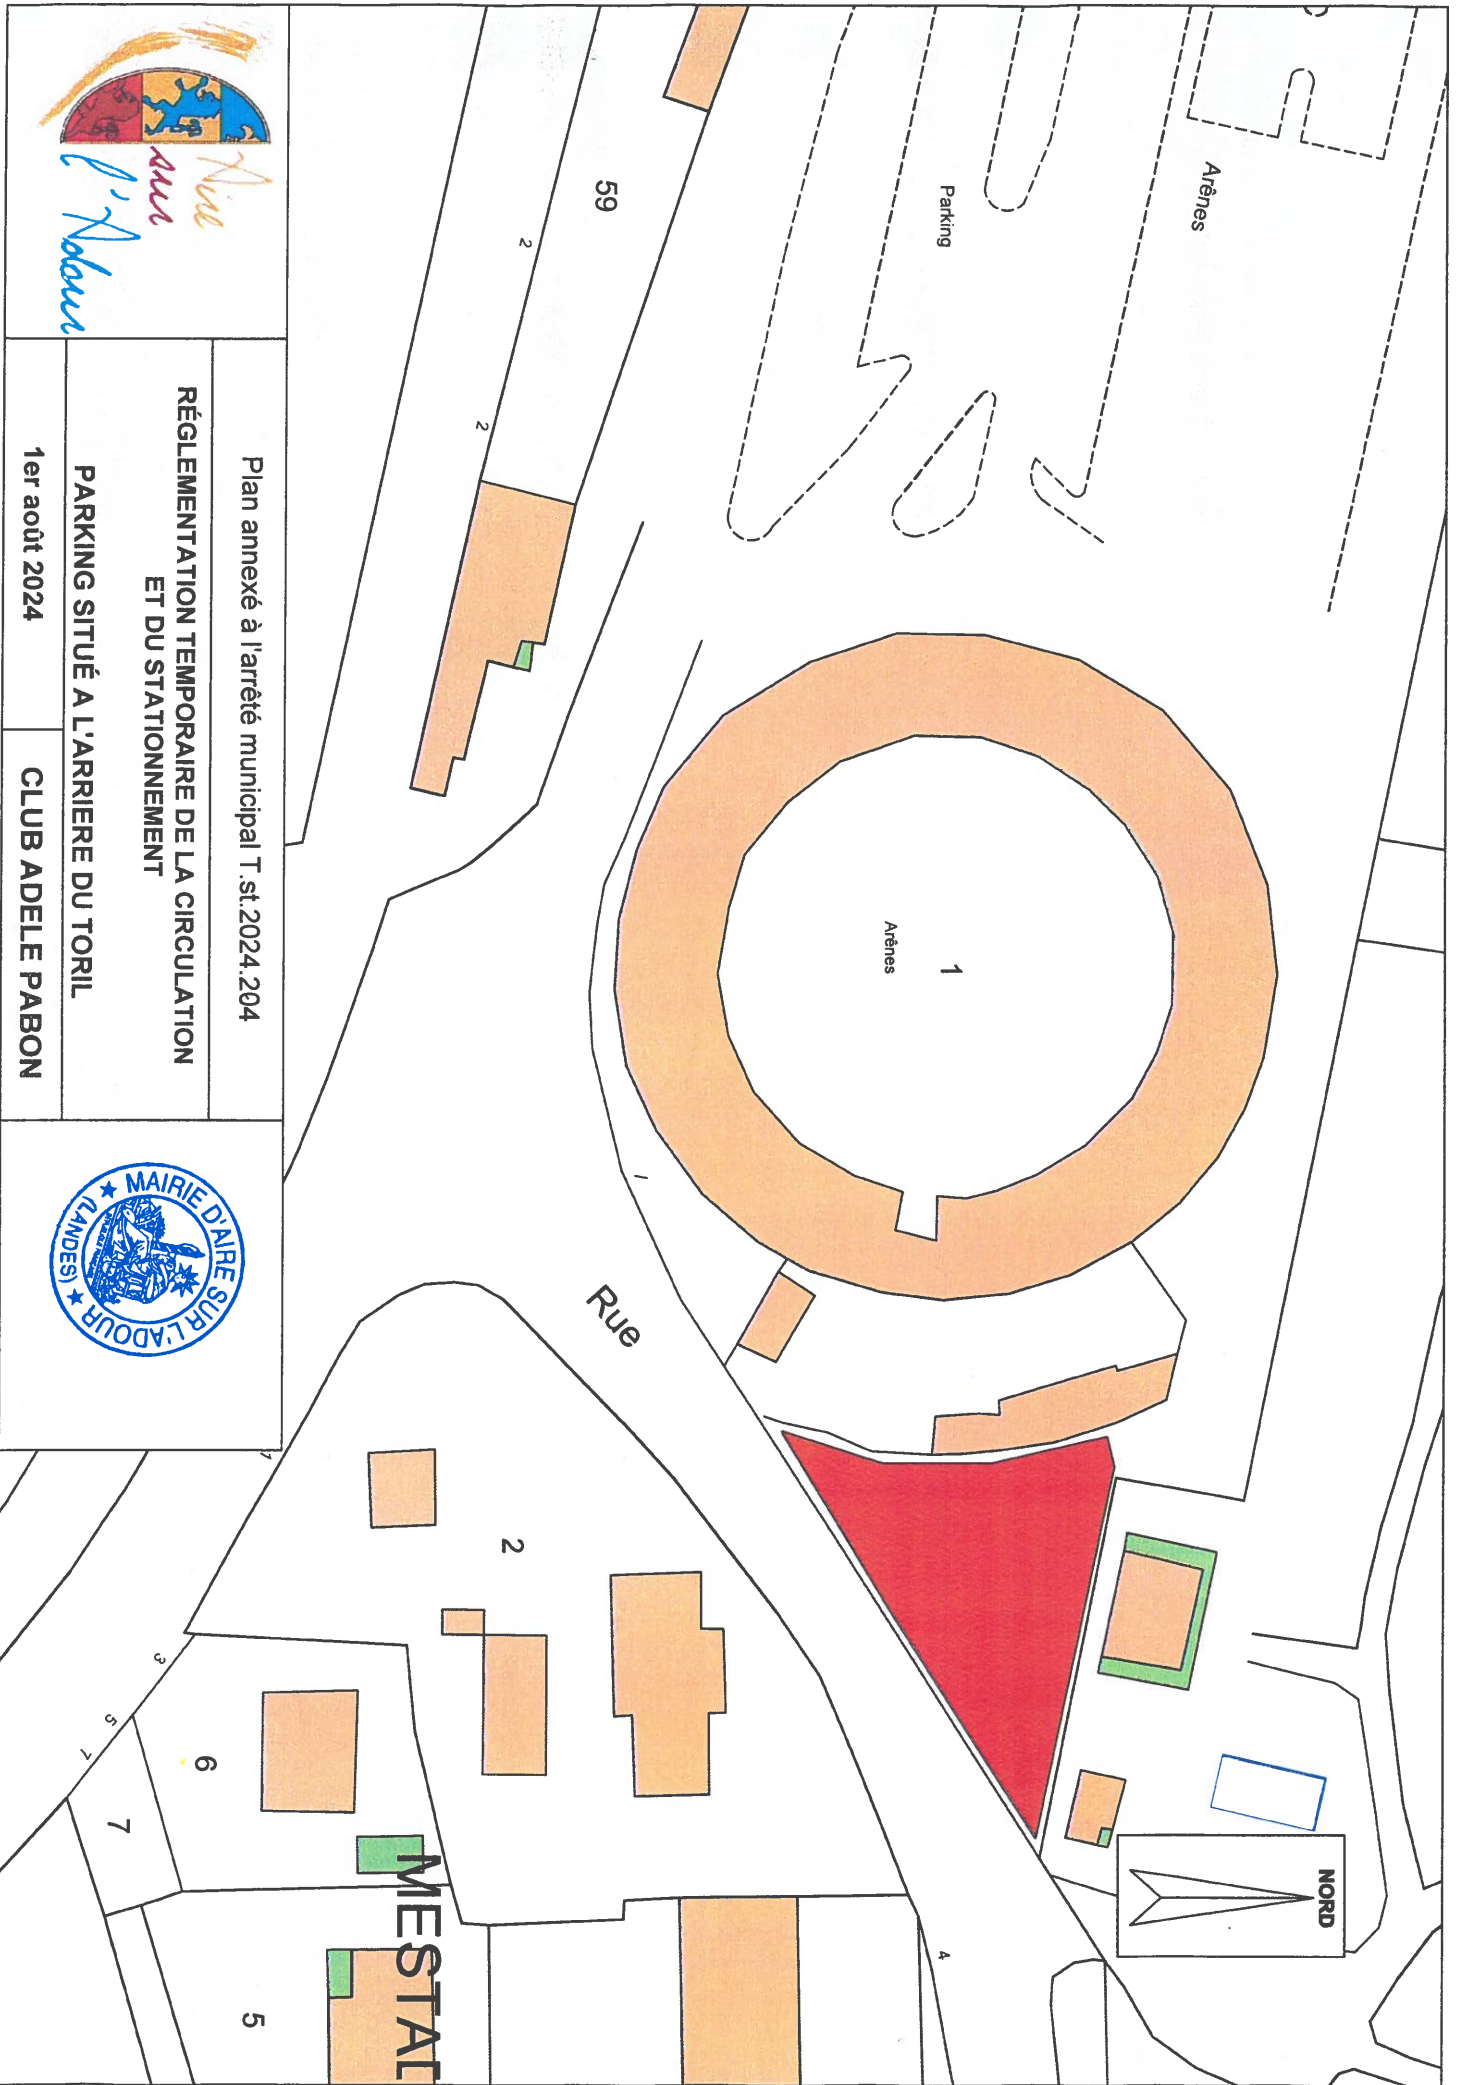 Arênes
Parking
59
2
2
Arênes
1
Rue
2
NORD
4
3
5
7
6
7
5
MESTAD
Aire
sur
l'Adour
Plan annexé à l'arrêté municipal T.st.2024.204
RÉGLEMENTATION TEMPORAIRE DE LA CIRCULATION
ET DU STATIONNEMENT
PARKING SITUÉ A L'ARRIERE DU TORIL
1er août 2024
CLUB ADELE PABON
MAIRIE D'AIRE SUR L'ADOUR
(LANDES)